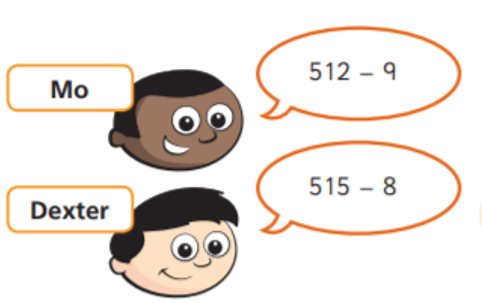 Mo
512 – 9
Dexter
515 – 8